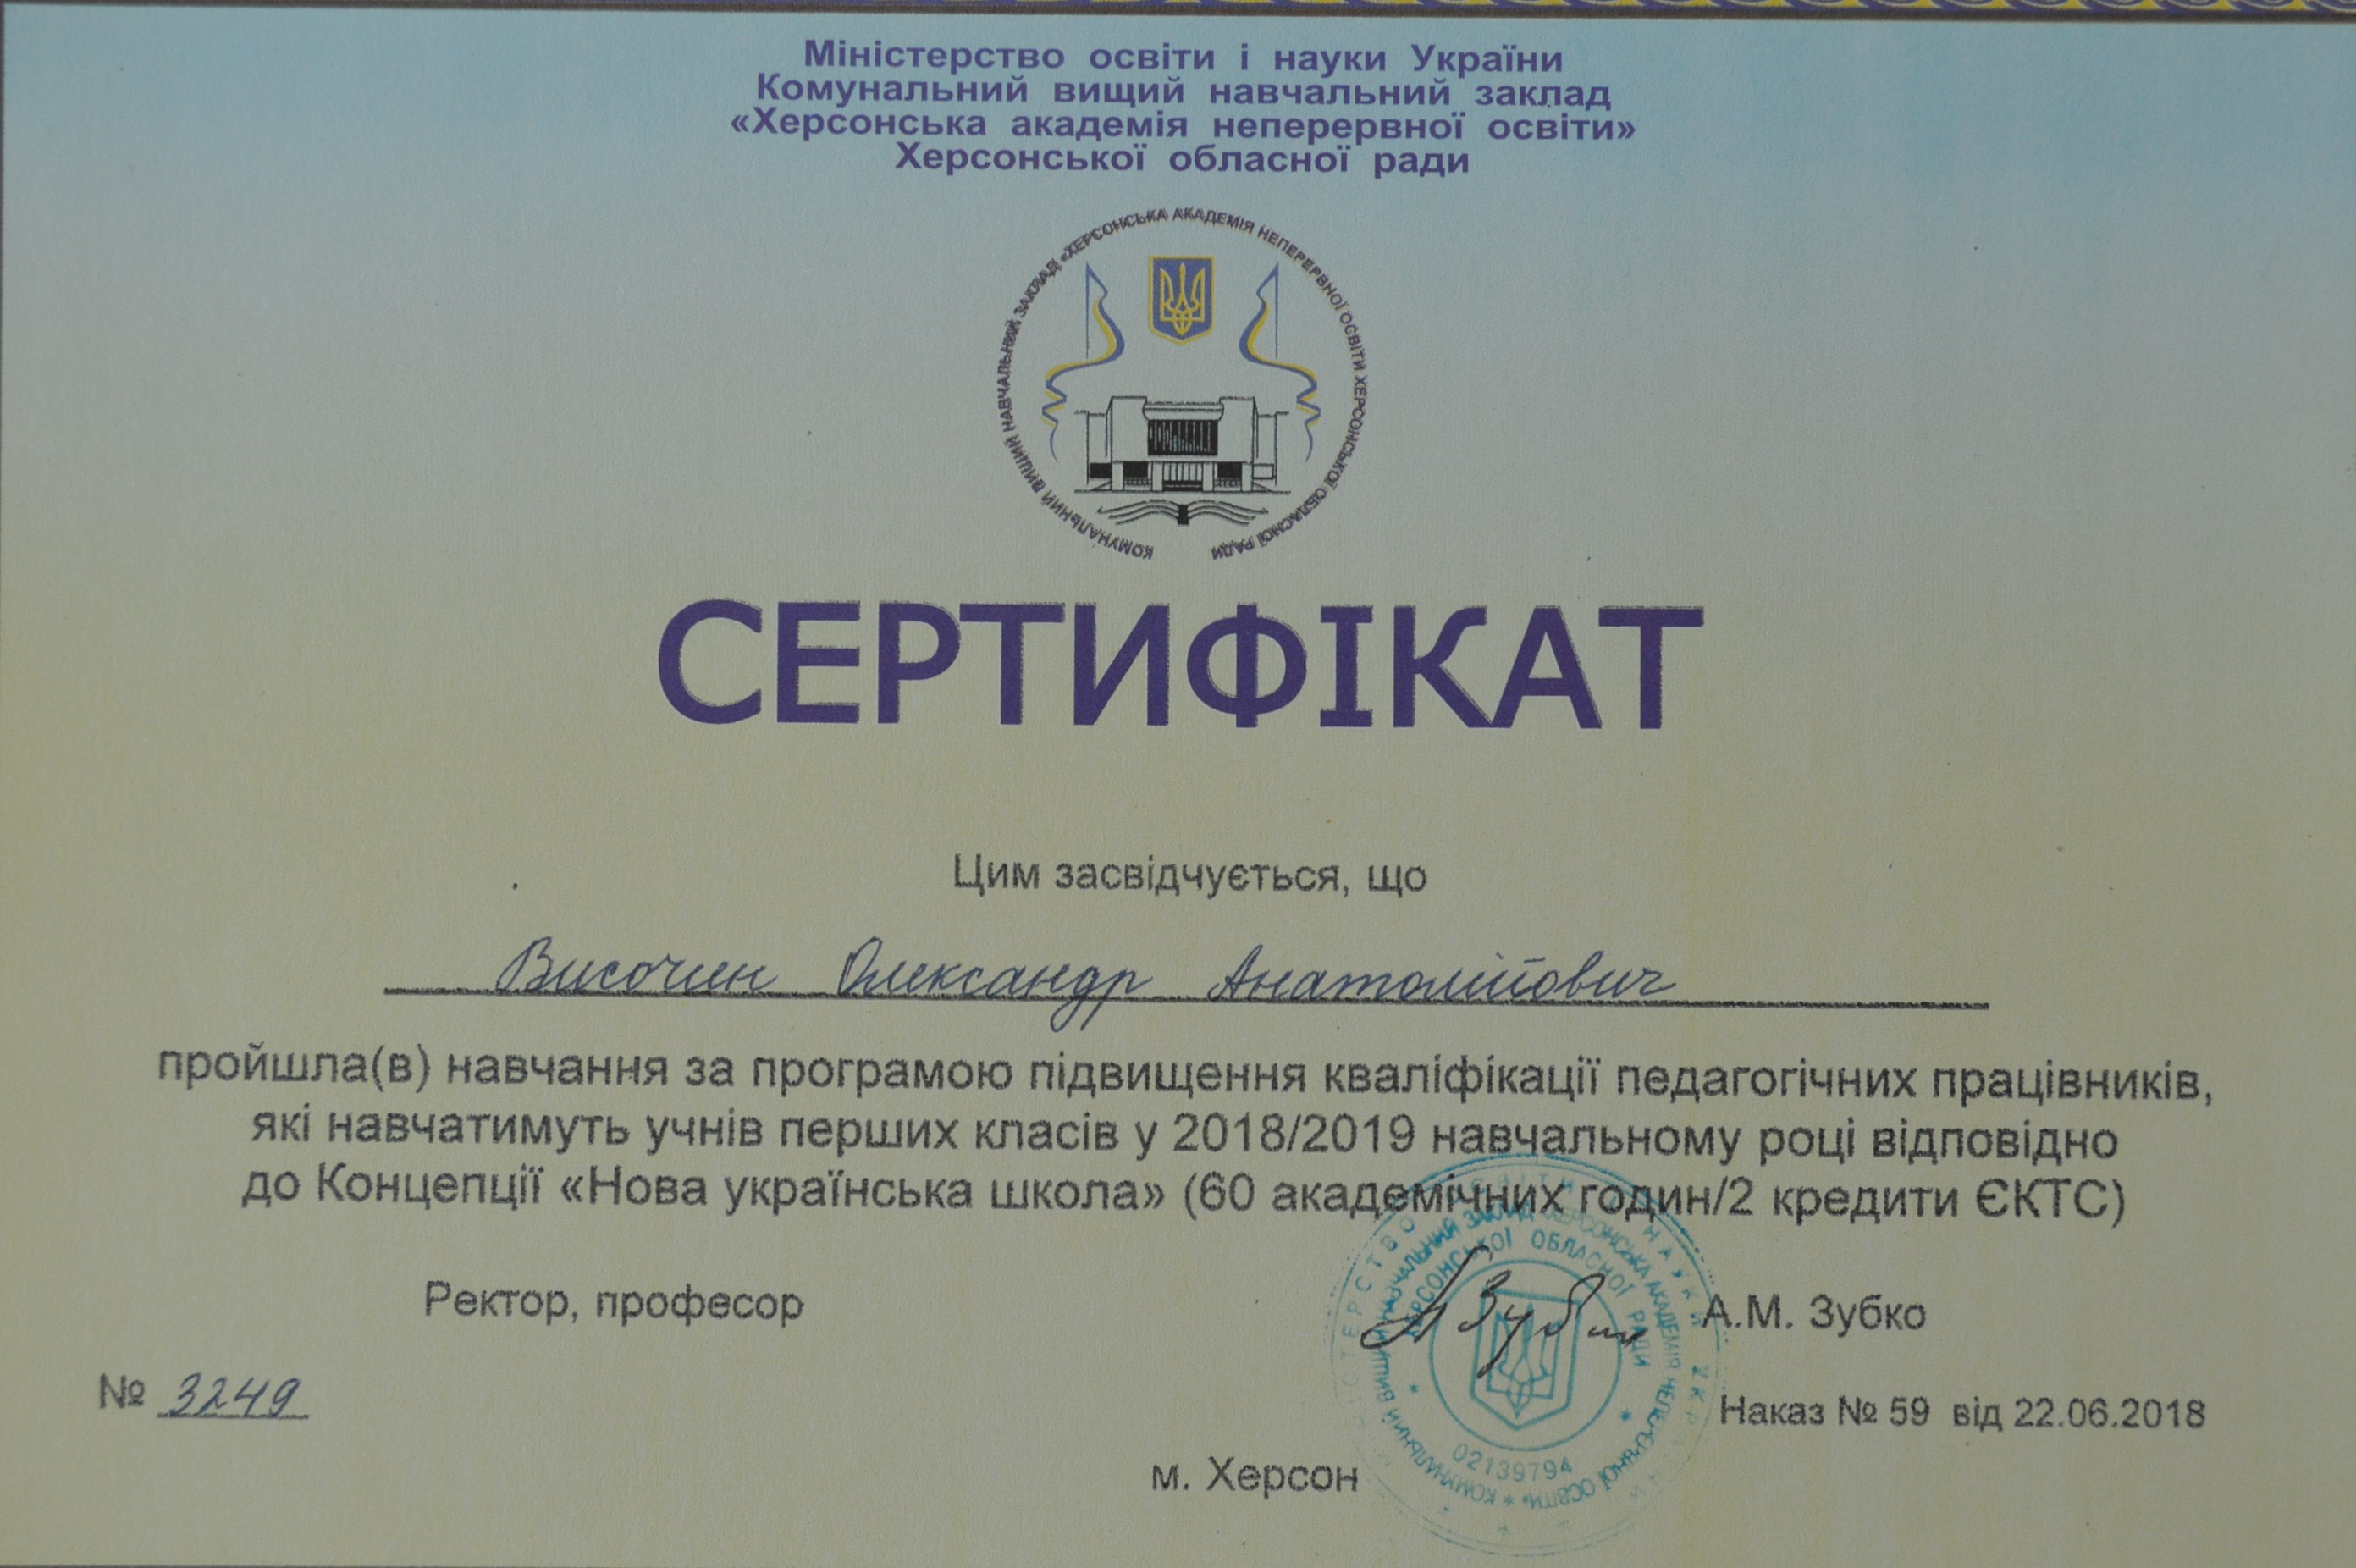 Міністерство освіти і науки України
Комунальний вищий навчальний заклад
«Херсонська академія неперервної освіти»
Херсонської обласної ради
КОМУНАЛЬНИЙ ВИЩИЙ НАВЧАЛЬНИЙ ЗАКЛАД «ХЕРСОНСЬКА АКАДЕМІЯ НЕПЕРЕРВНОЇ ОСВІТИ ХЕРСОНСЬКОЇ ОБЛАСНОЇ РАДИ
СЕРТИФІКАТ
Цим засвідчується, що
Височин Олександр Анатолійович
пройшла(в) навчання за програмою підвищення кваліфікації педагогічних працівників,
які навчатимуть учнів перших класів у 2018/2019 навчальному році відповідно
до Концепції «Нова українська школа» (60 академічних годин/2 кредити ЄКТС)
Ректор, професор А.М. Зубко
№ 3249
Наказ № 59 від 22.06.2018
м. Херсон
ХЕРСОНСЬКОЇ ОБЛАСНОЇ РАДИ
02139794